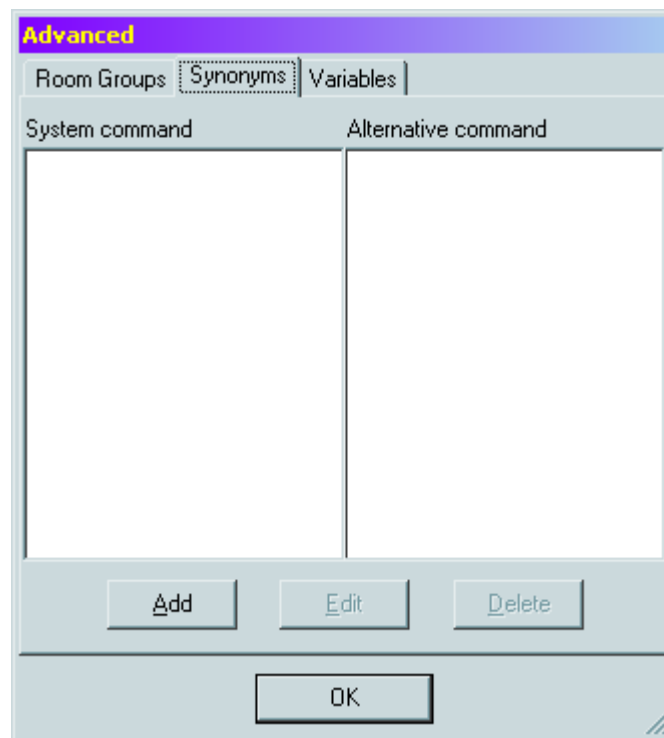 Advanced
Room Groups Synonyms Variables
System command Alternative command
Add Edit Delete
OK